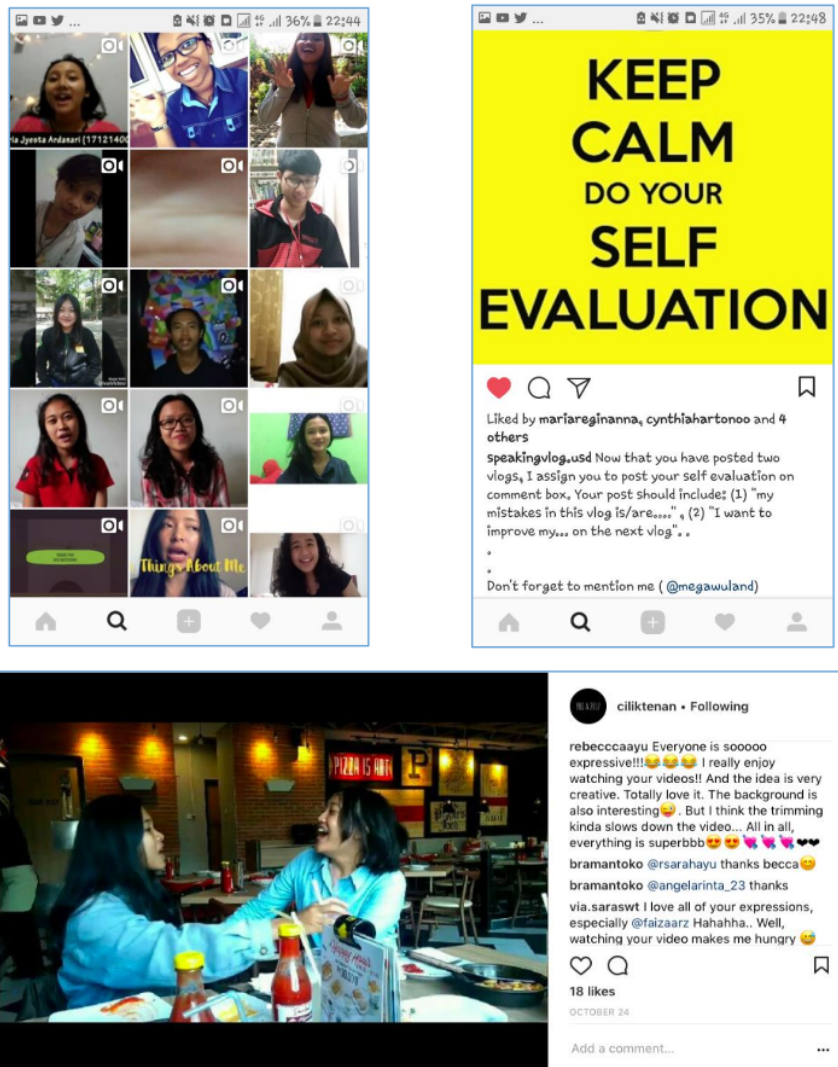 ... 4G 36% 22:44
ia Jyesta Ardanari (17121400
THANK YOU
Things About Me
... 4G 35% 22:48
KEEP
CALM
DO YOUR
SELF
EVALUATION
Liked by mariareginanna, cynthiahartonoo and 4
others
speakingvlog.usd Now that you have posted two
vlogs, I assign you to post your self evaluation on
comment box. Your post should include: (1) "my
mistakes in this vlog is/are....", (2) "I want to
improve my... on the next vlog". .
.
.
Don't forget to mention me ( @megawuland)
PIZZA IS ART
P
ciliktenan • Following
rebecccaayu Everyone is sooooo
expressive!!!😂😂😂 I really enjoy
watching your videos!! And the idea is very
creative. Totally love it. The background is
also interesting😜. But I think the trimming
kinda slows down the video... All in all,
everything is superbbb😍😍💘💘💘❤❤
bramantoko @rsarahayu thanks becca😊
bramantoko @angelarinta_23 thanks
via.saraswt I love all of your expressions,
especially @faizaarz Hahahha.. Well,
watching your video makes me hungry 😅
18 likes
OCTOBER 24
Add a comment...